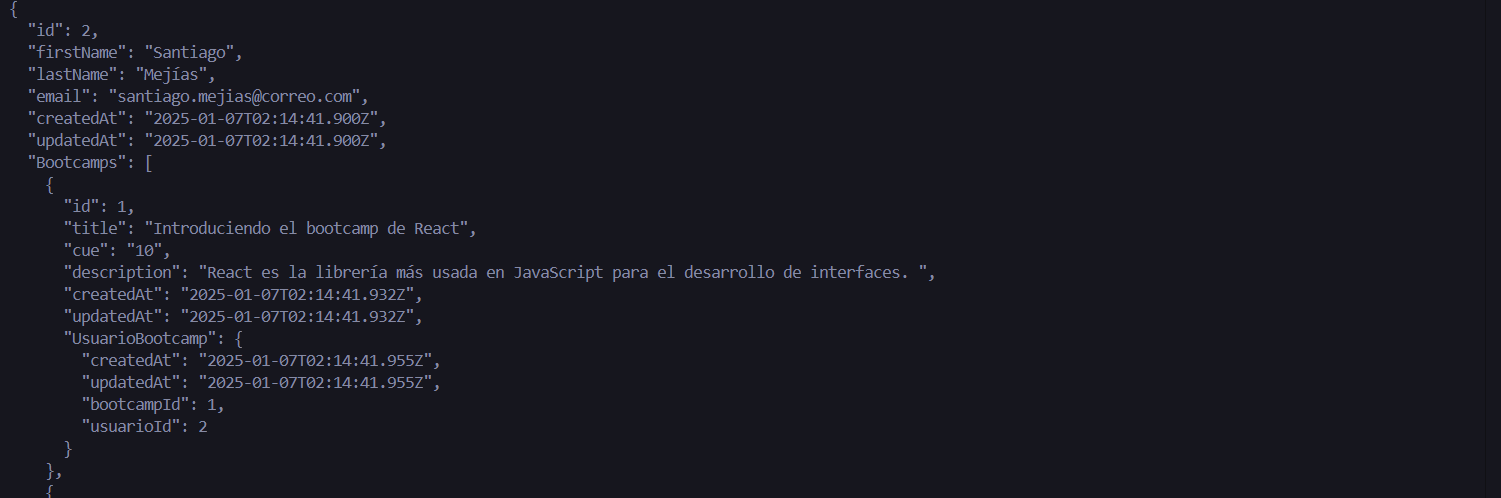 {
  "id": 2,
  "firstName": "Santiago",
  "lastName": "Mejías",
  "email": "santiago.mejias@correo.com",
  "createdAt": "2025-01-07T02:14:41.900Z",
  "updatedAt": "2025-01-07T02:14:41.900Z",
  "Bootcamps": [
    {
      "id": 1,
      "title": "Introduciendo el bootcamp de React",
      "cue": "10",
      "description": "React es la librería más usada en JavaScript para el desarrollo de interfaces. ",
      "createdAt": "2025-01-07T02:14:41.932Z",
      "updatedAt": "2025-01-07T02:14:41.932Z",
      "UsuarioBootcamp": {
        "createdAt": "2025-01-07T02:14:41.955Z",
        "updatedAt": "2025-01-07T02:14:41.955Z",
        "bootcampId": 1,
        "usuarioId": 2
      }
    },
    {